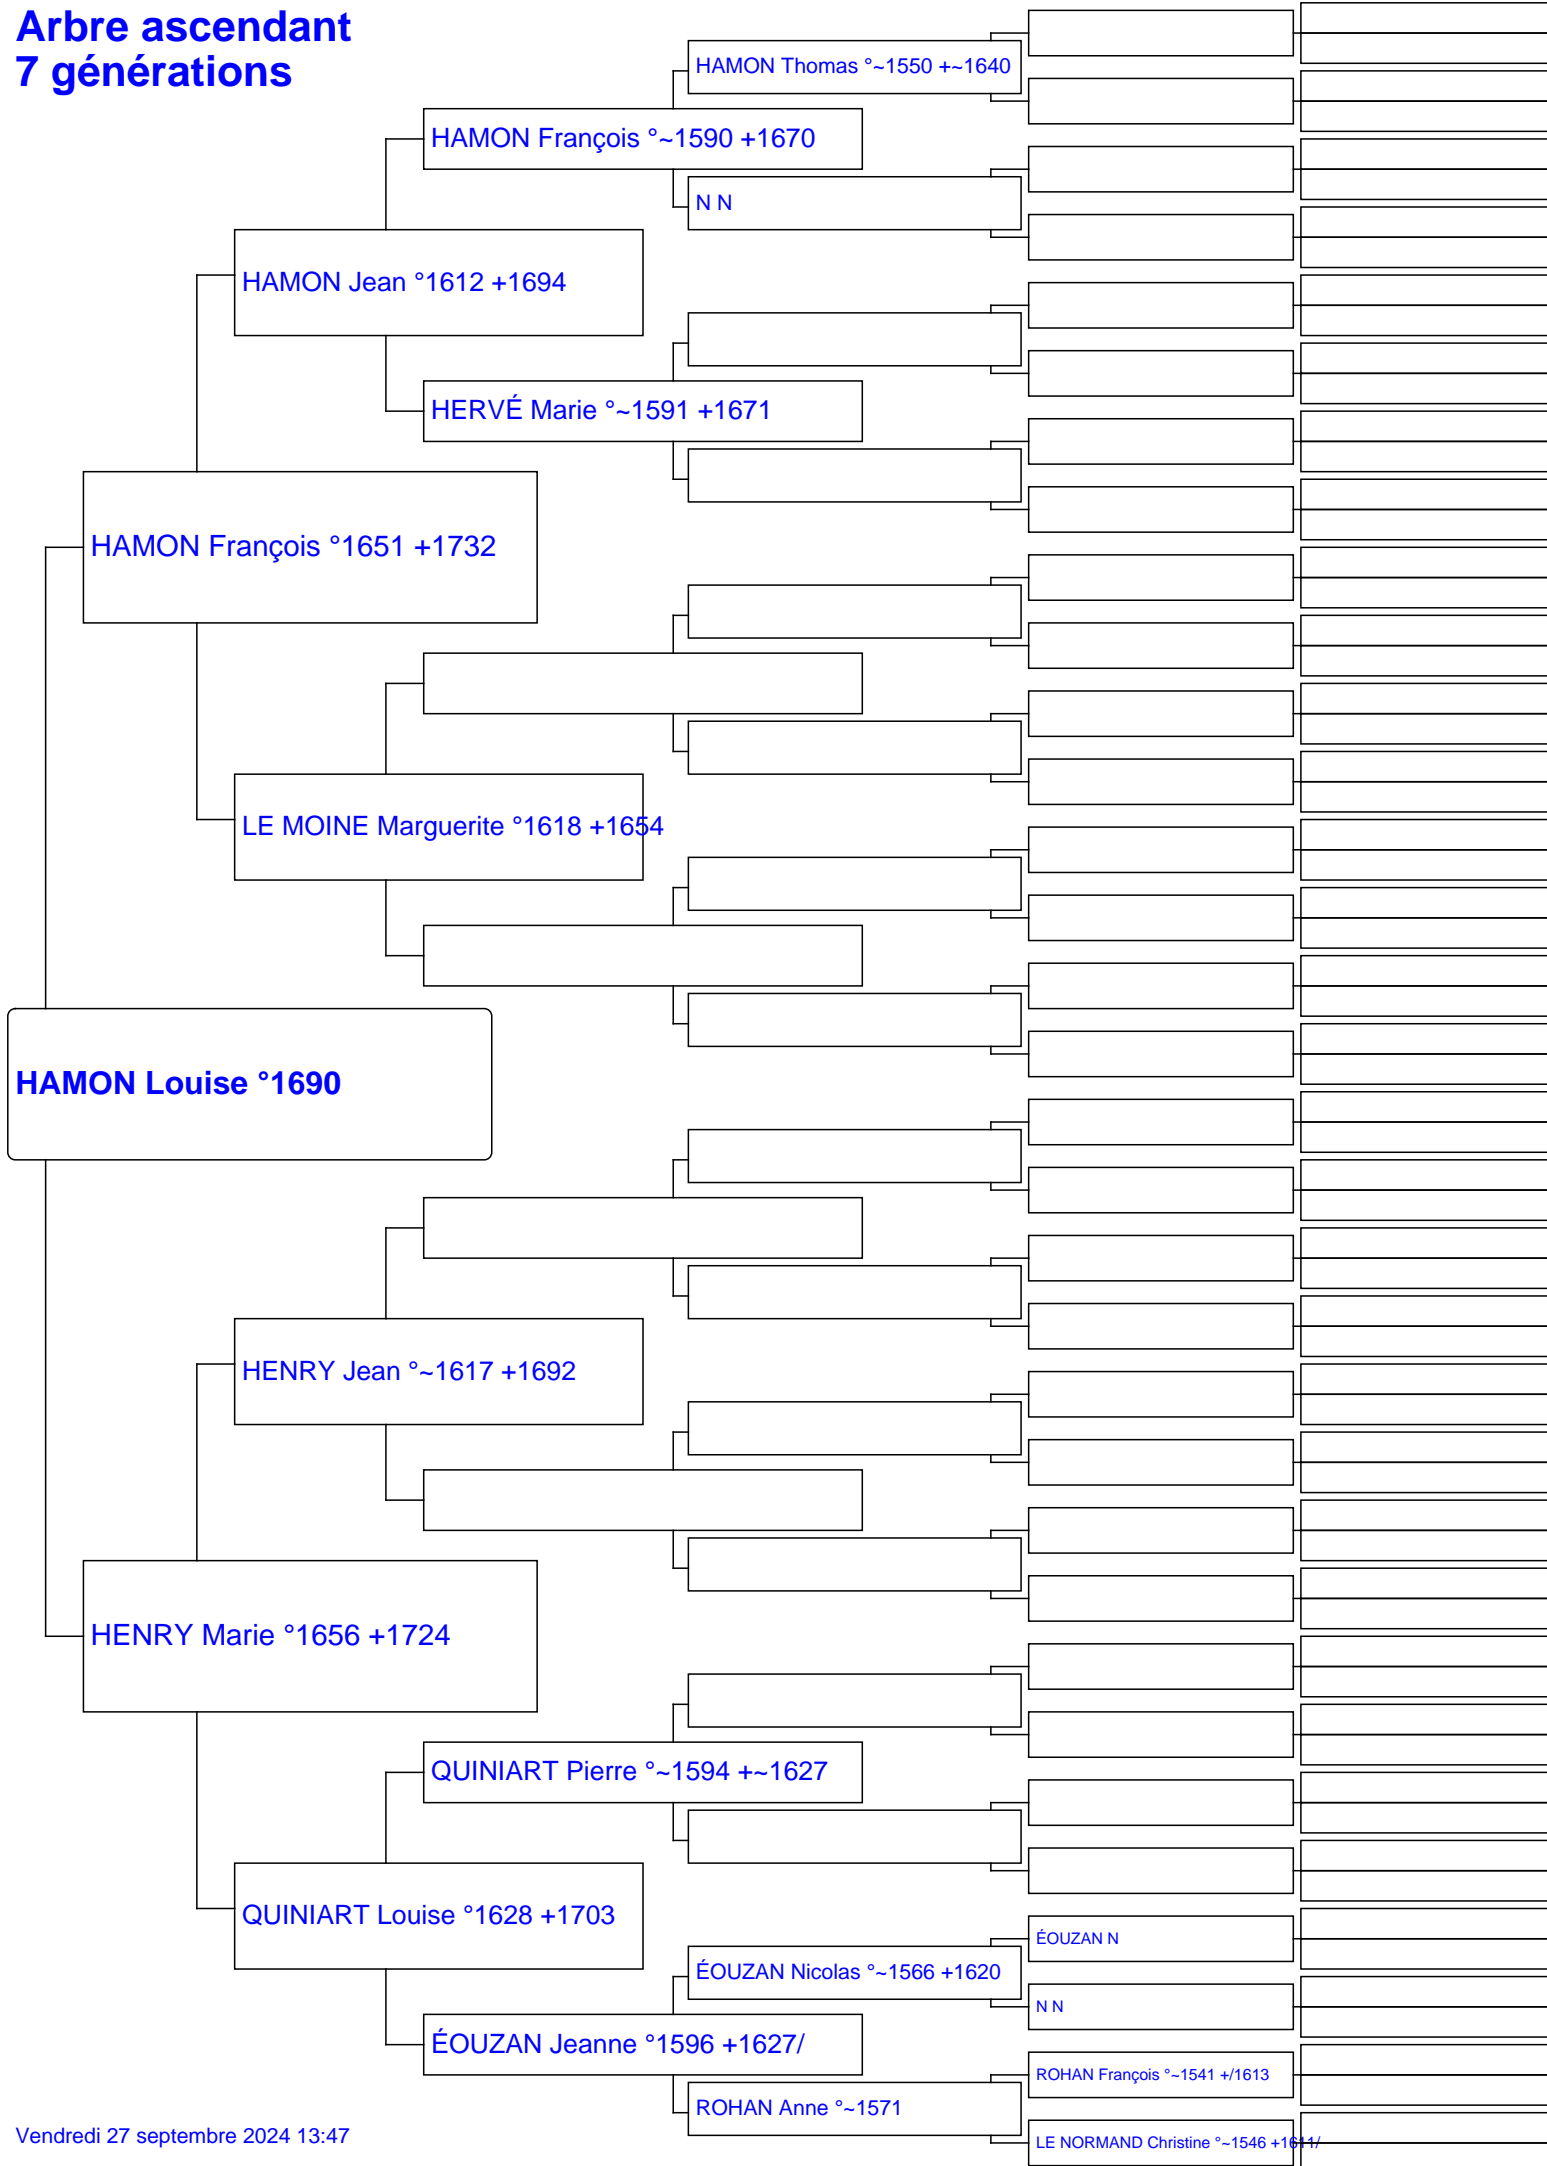 Arbre ascendant
7 générations
HAMON Thomas °~1550 +~1640
HAMON François °~1590 +1670
N N
HAMON Jean °1612 +1694
HERVÉ Marie °~1591 +1671
HAMON François °1651 +1732
LE MOINE Marguerite °1618 +1654
HAMON Louise °1690
HENRY Jean °~1617 +1692
HENRY Marie °1656 +1724
QUINIART Pierre °~1594 +~1627
QUINIART Louise °1628 +1703
ÉOUZAN N
ÉOUZAN Nicolas °~1566 +1620
N N
ÉOUZAN Jeanne °1596 +1627/
ROHAN François °~1541 +/1613
ROHAN Anne °~1571
LE NORMAND Christine °~1546 +1611/
Vendredi 27 septembre 2024 13:47